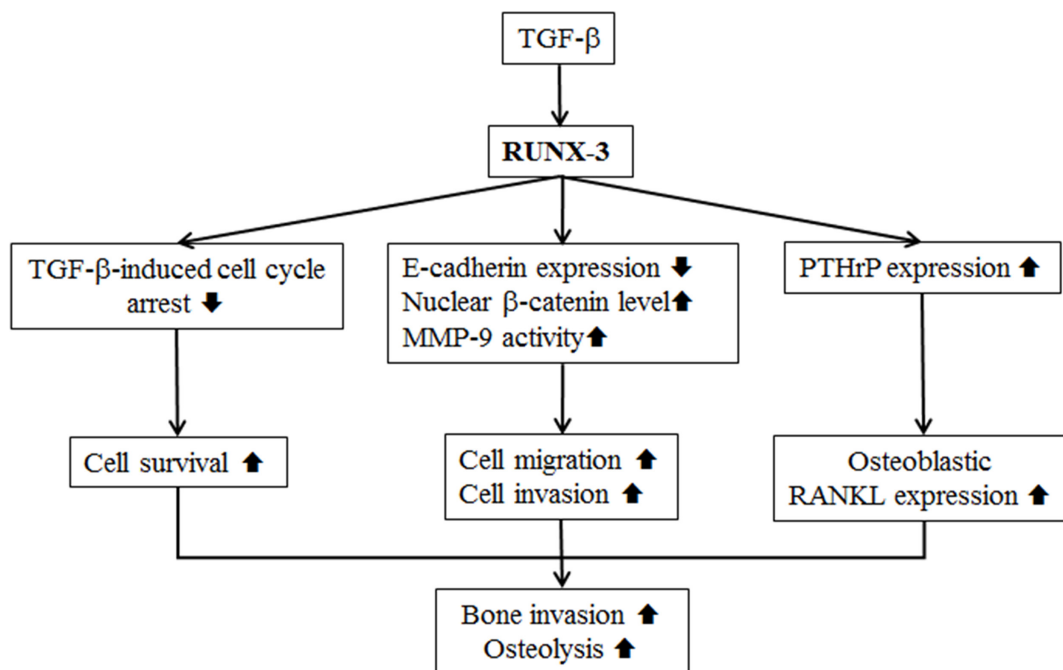 TGF-β
RUNX-3
TGF-β-induced cell cycle
arrest 🡇
E-cadherin expression 🡇
Nuclear β-catenin level🡅
MMP-9 activity🡅
PTHrP expression 🡅
Cell survival 🡅
Cell migration 🡅
Cell invasion 🡅
Osteoblastic
RANKL expression 🡅
Bone invasion 🡅
Osteolysis 🡅